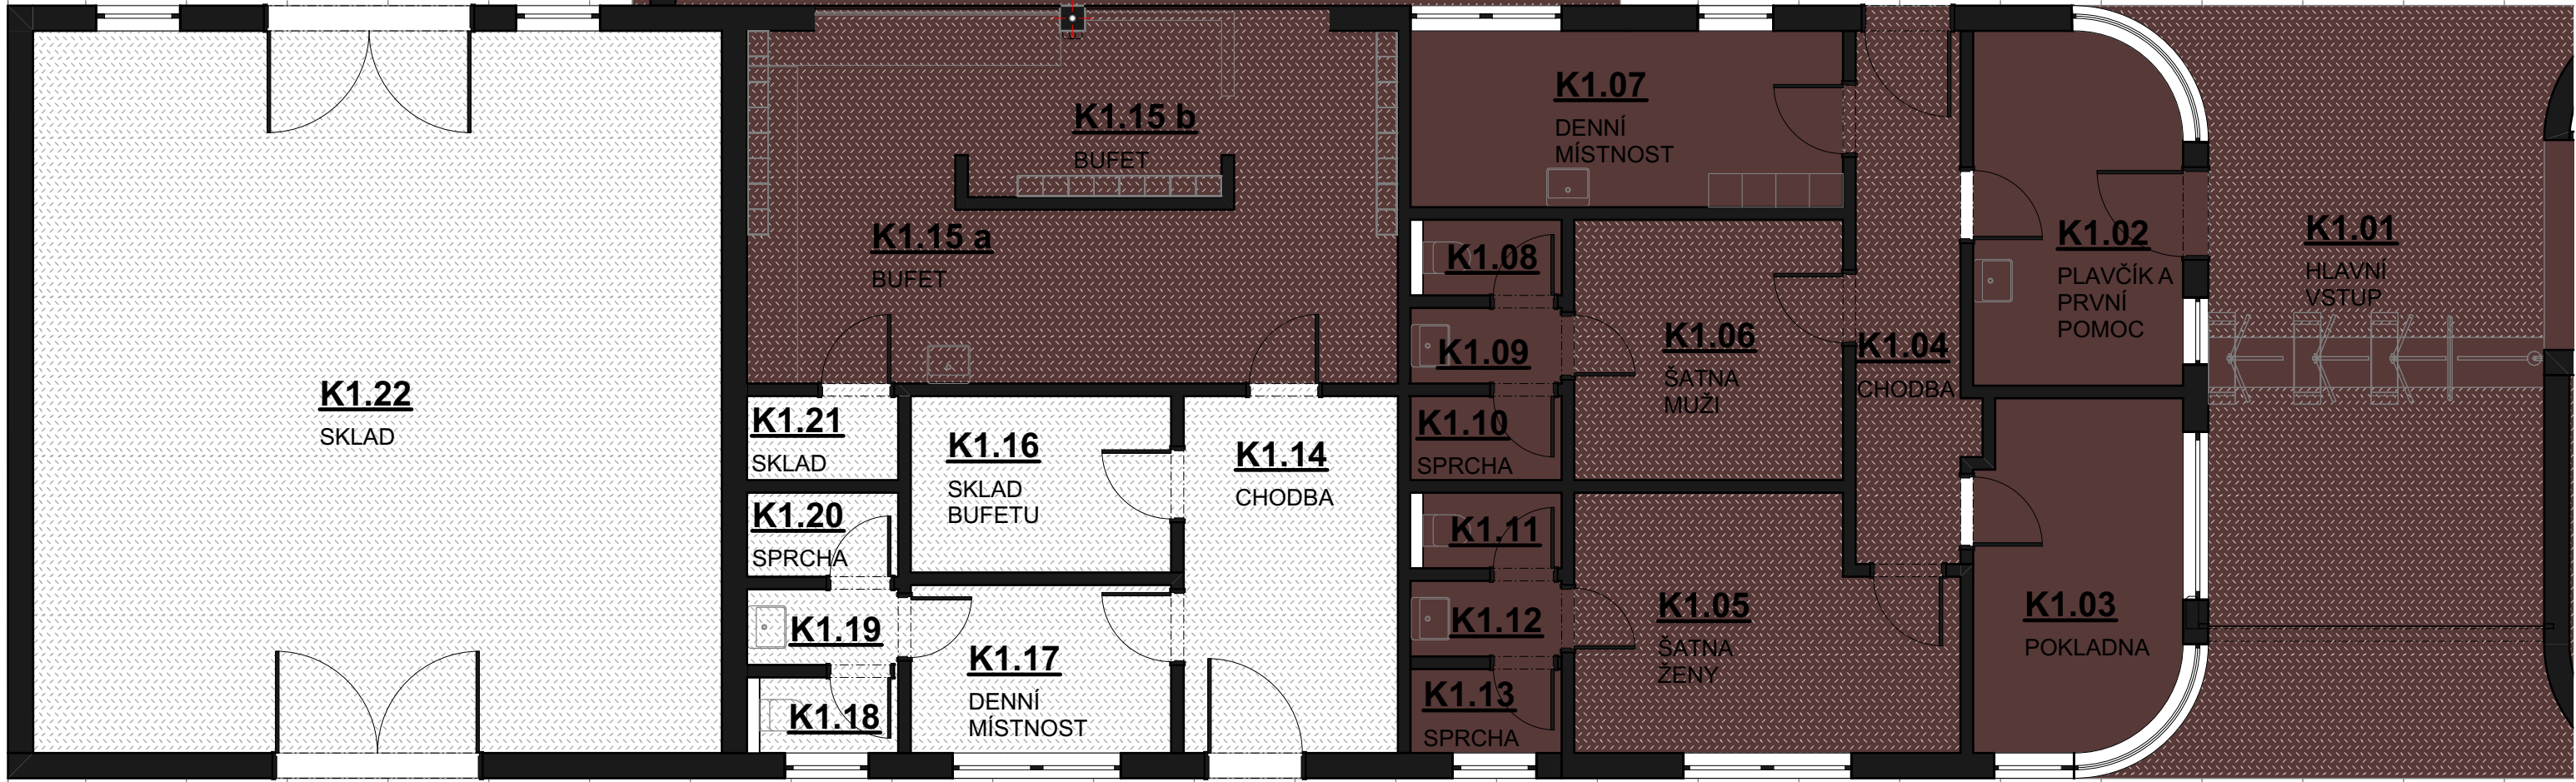 K1.22
SKLAD
K1.15 b
BUFET
K1.15 a
BUFET
K1.21
SKLAD
K1.20
SPRCHA
K1.19
K1.18
K1.16
SKLAD
BUFETU
K1.17
DENNÍ
MÍSTNOST
K1.14
CHODBA
K1.07
DENNÍ
MÍSTNOST
K1.08
K1.09
K1.10
SPRCHA
K1.11
K1.12
K1.13
SPRCHA
K1.06
ŠATNA
MUŽI
K1.05
ŠATNA
ŽENY
K1.04
CHODBA
K1.02
PLAVČÍK A
PRVNÍ
POMOC
K1.03
POKLADNA
K1.01
HLAVNÍ
VSTUP